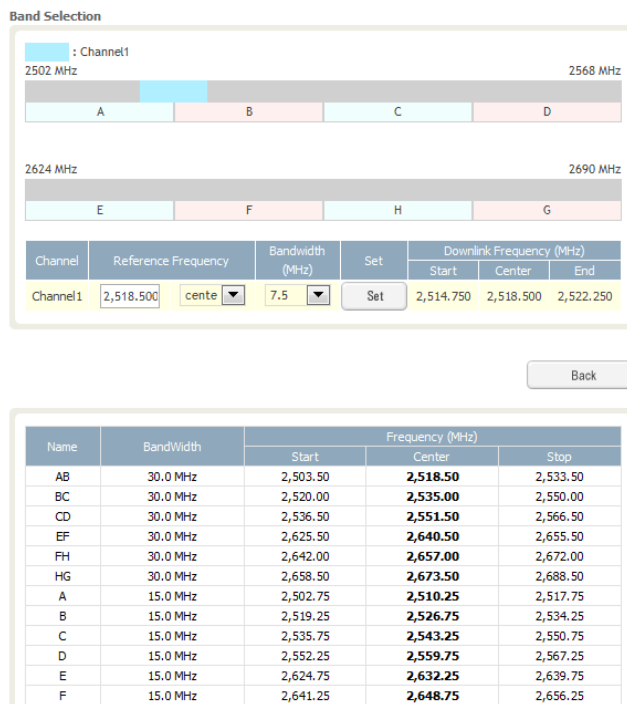 Band Selection
: Channel1
2502 MHz 2568 MHz
A B C D
2624 MHz 2690 MHz
E F H G
Channel Reference Frequency Bandwidth (MHz) Set Downlink Frequency (MHz)
Start Center End
Channel1 2,518.500 cente 7.5 Set 2,514.750 2,518.500 2,522.250
Back
Name BandWidth Frequency (MHz)
Start Center Stop
AB 30.0 MHz 2,503.50 2,518.50 2,533.50
BC 30.0 MHz 2,520.00 2,535.00 2,550.00
CD 30.0 MHz 2,536.50 2,551.50 2,566.50
EF 30.0 MHz 2,625.50 2,640.50 2,655.50
FH 30.0 MHz 2,642.00 2,657.00 2,672.00
HG 30.0 MHz 2,658.50 2,673.50 2,688.50
A 15.0 MHz 2,502.75 2,510.25 2,517.75
B 15.0 MHz 2,519.25 2,526.75 2,534.25
C 15.0 MHz 2,535.75 2,543.25 2,550.75
D 15.0 MHz 2,552.25 2,559.75 2,567.25
E 15.0 MHz 2,624.75 2,632.25 2,639.75
F 15.0 MHz 2,641.25 2,648.75 2,656.25